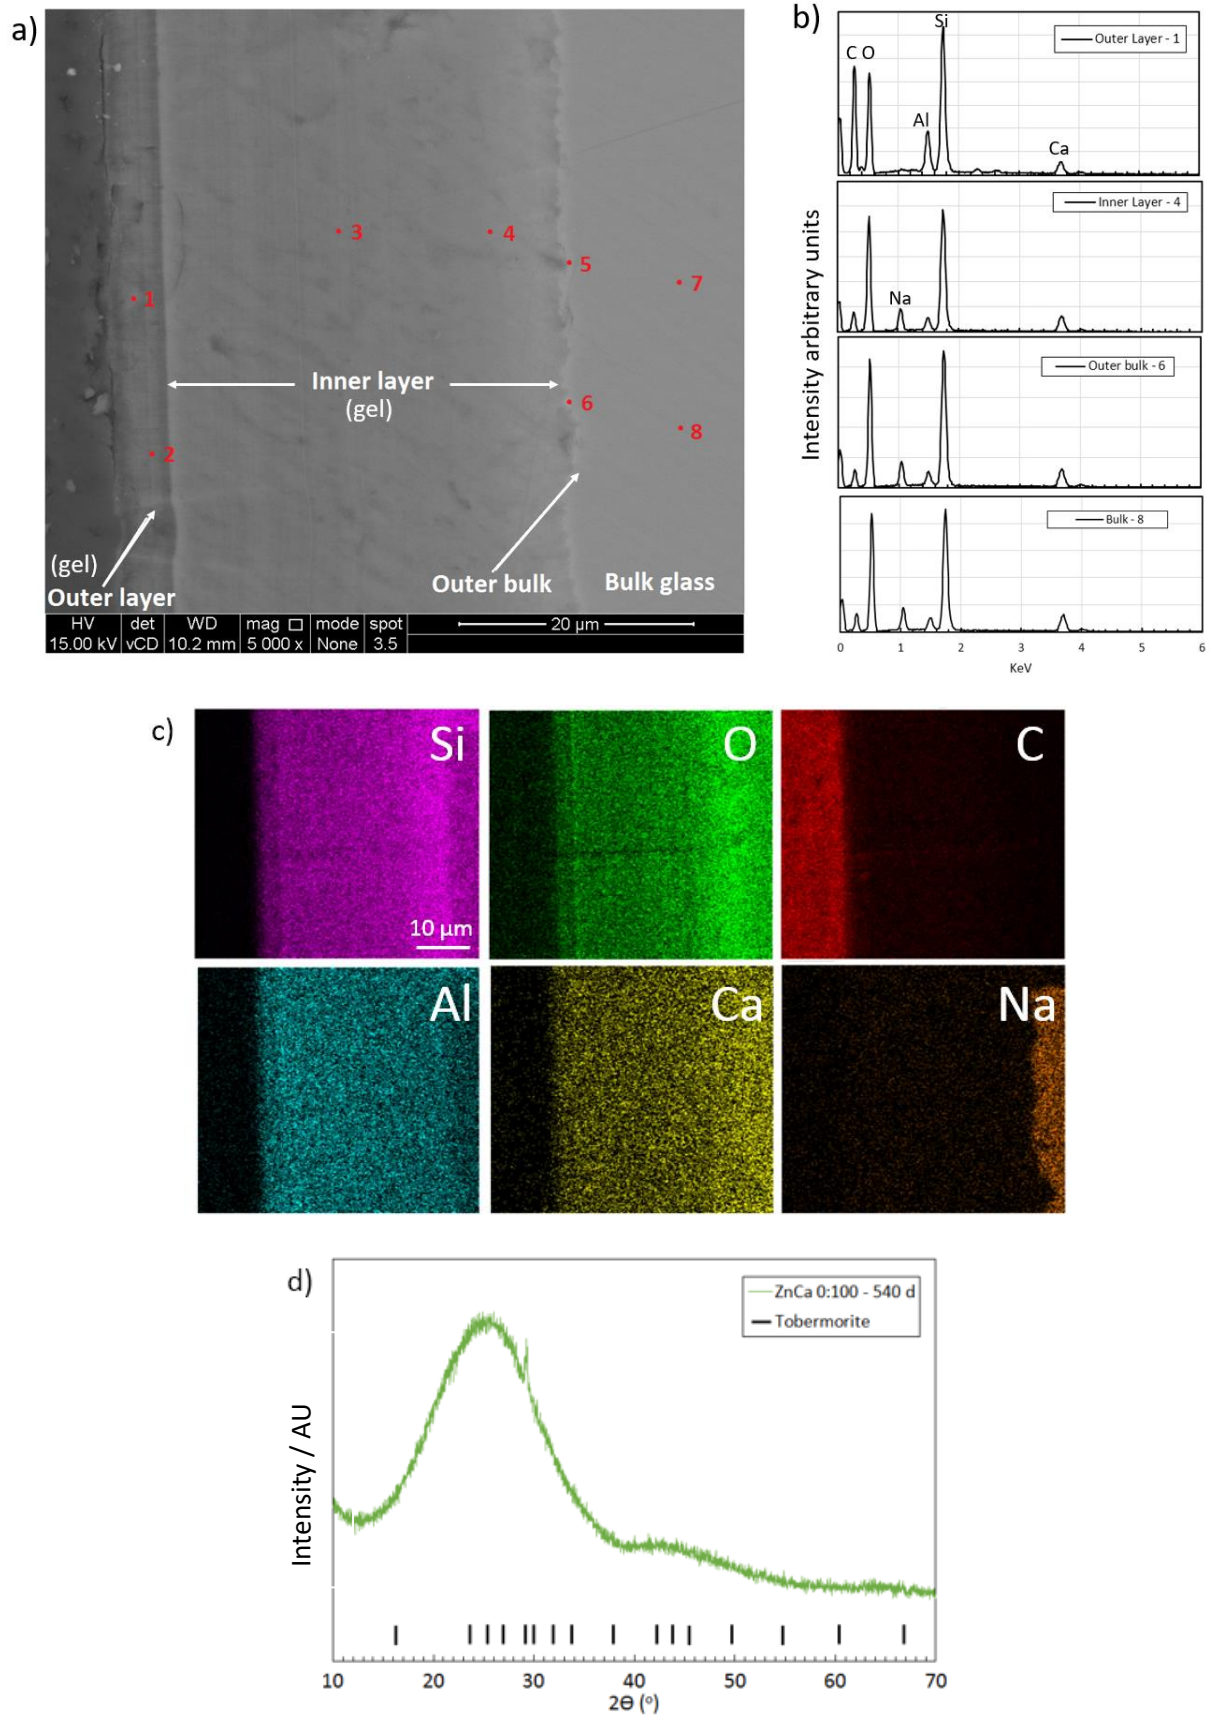 a)
1
2
3
4
5
6
7
8
Inner layer
(gel)
(gel)
Outer layer
Outer bulk
Bulk glass
HV det WD mag mode spot
15.00 kV vCD 10.2 mm 5 000 x None 3.5
20 µm
b)
Intensity arbitrary units
C O Si
Al
Ca
Outer Layer - 1
Inner Layer - 4
Na
Outer bulk - 6
Bulk - 8
0 1 2 3 4 5 6
KeV
c)
Si
10 µm
O
C
Al
Ca
Na
d)
Intensity / AU
ZnCa 0:100 - 540 d
Tobermorite
10 20 30 40 50 60 70
2Θ (°)